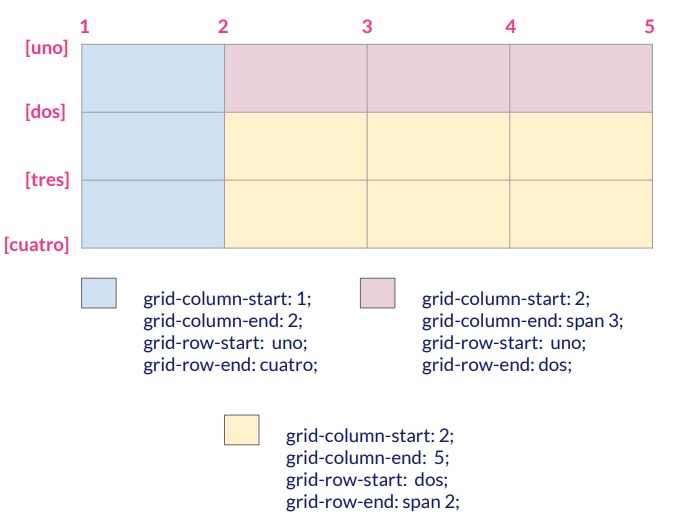 1 2 3 4 5
[uno]
[dos]
[tres]
[cuatro]
grid-column-start: 1;
grid-column-end: 2;
grid-row-start: uno;
grid-row-end: cuatro;
grid-column-start: 2;
grid-column-end: span 3;
grid-row-start: uno;
grid-row-end: dos;
grid-column-start: 2;
grid-column-end: 5;
grid-row-start: dos;
grid-row-end: span 2;